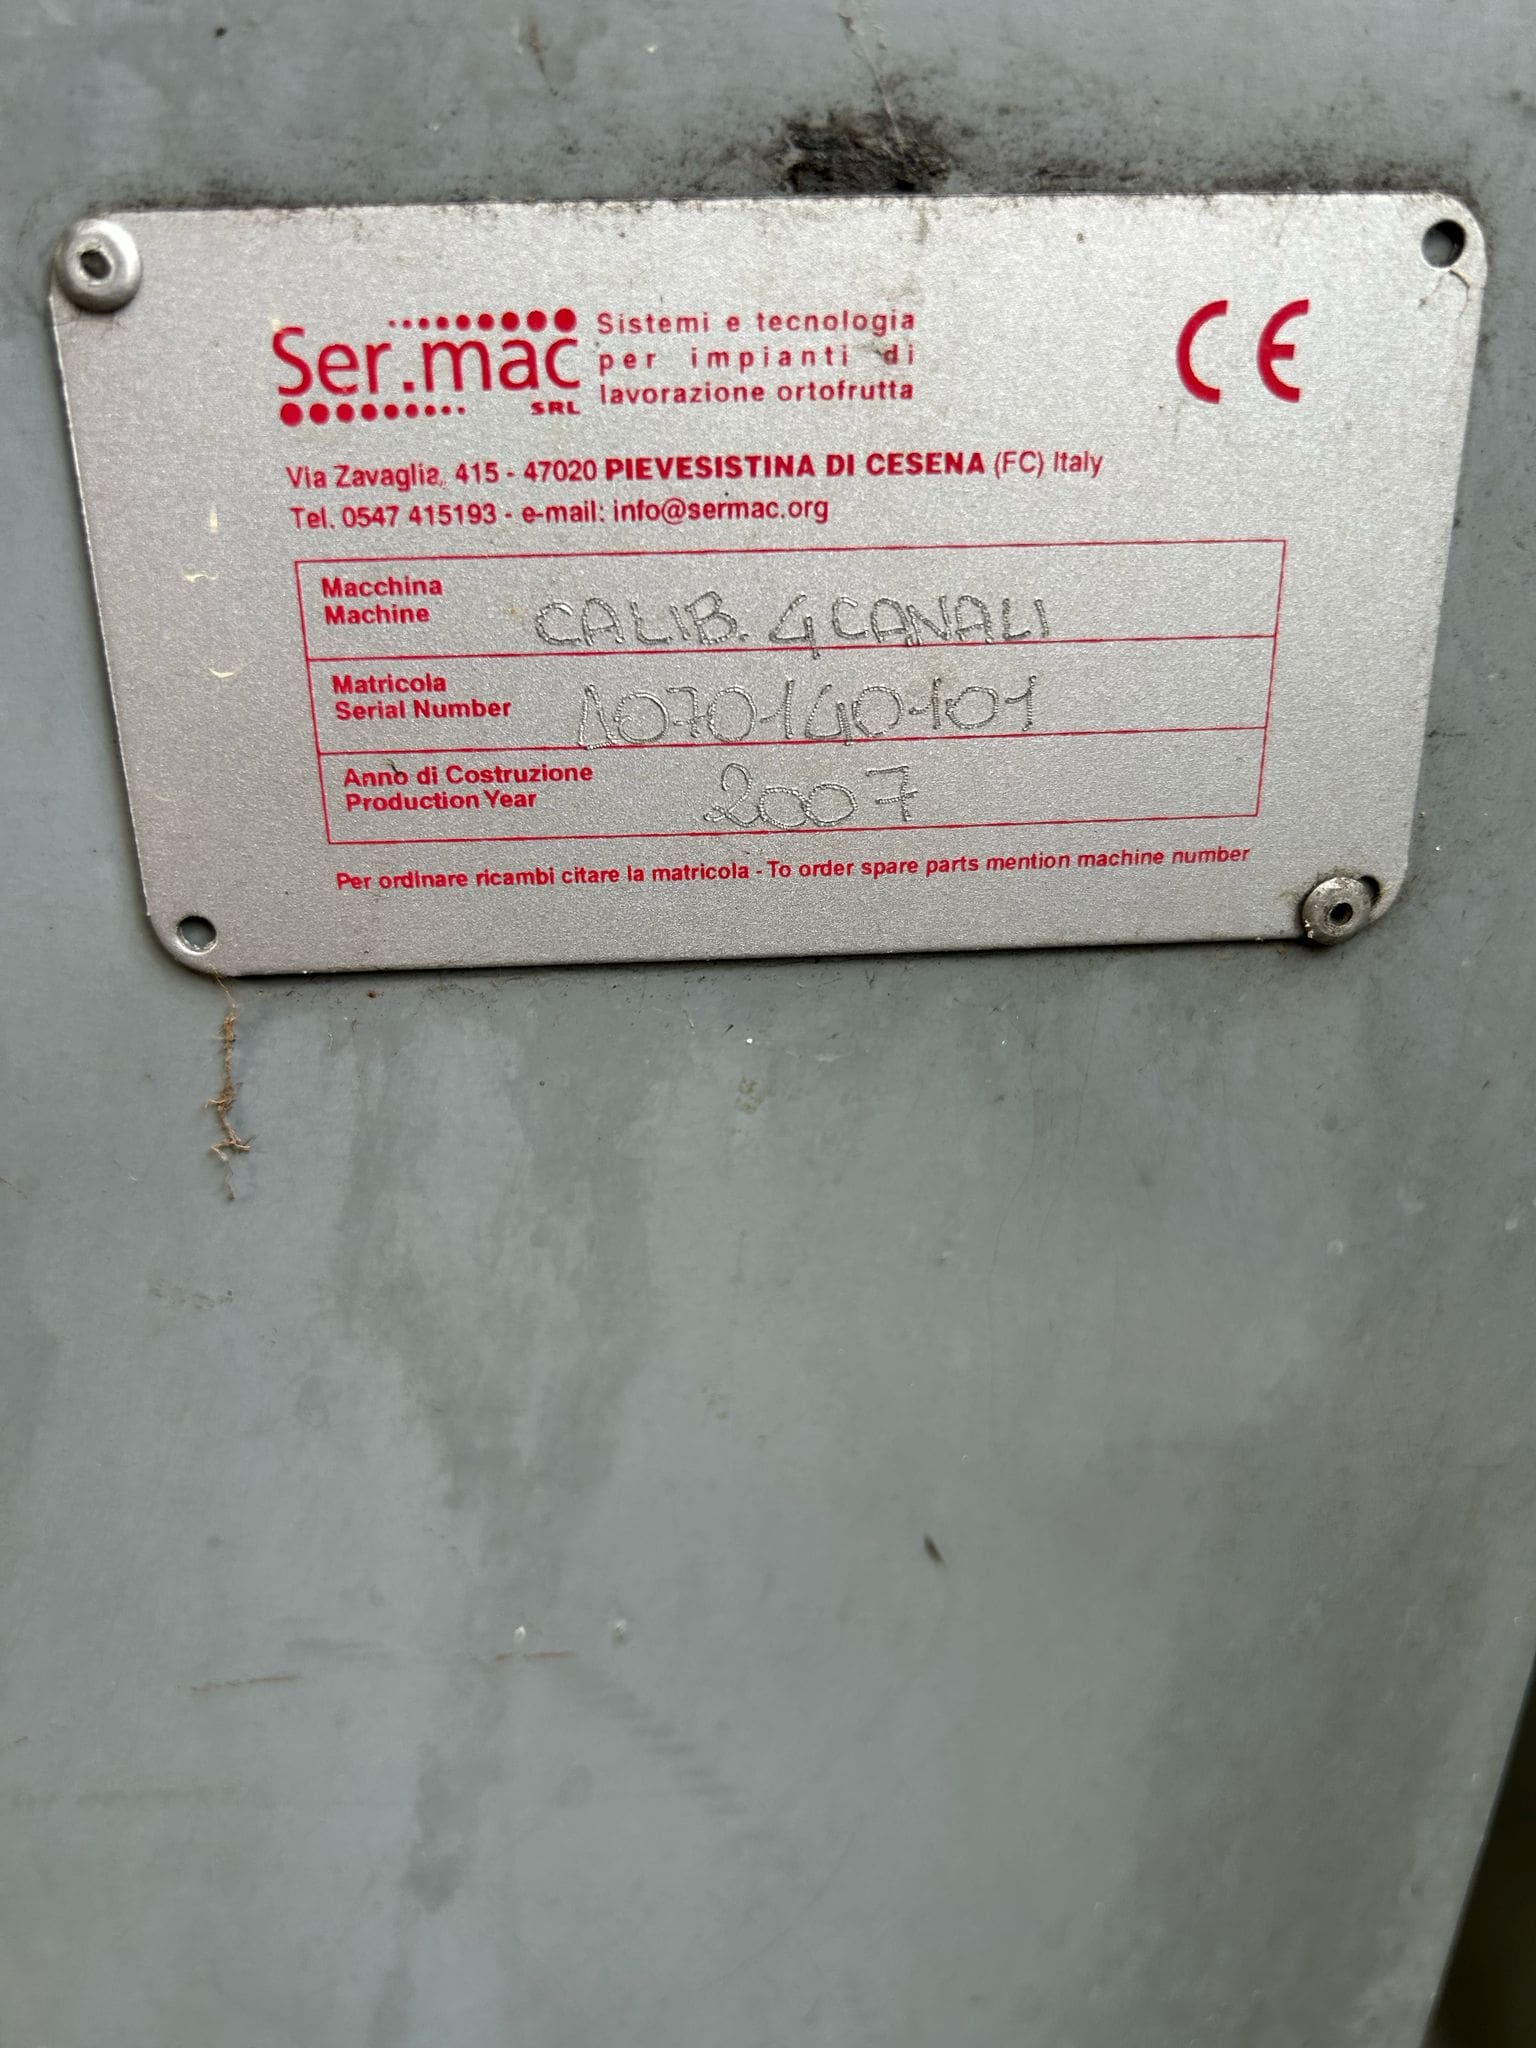 Ser.mac
SRL
Sistemi e tecnologia
per impianti di
lavorazione ortofrutta
CE
Via Zavaglia, 415 - 47020 PIEVESISTINA DI CESENA (FC) Italy
Tel. 0547 415193 - e-mail: info@sermac.org
Macchina
Machine
CALIB. 4 CANALI
Matricola
Serial Number
1070140101
Anno di Costruzione
Production Year
2007
Per ordinare ricambi citare la matricola - To order spare parts mention machine number